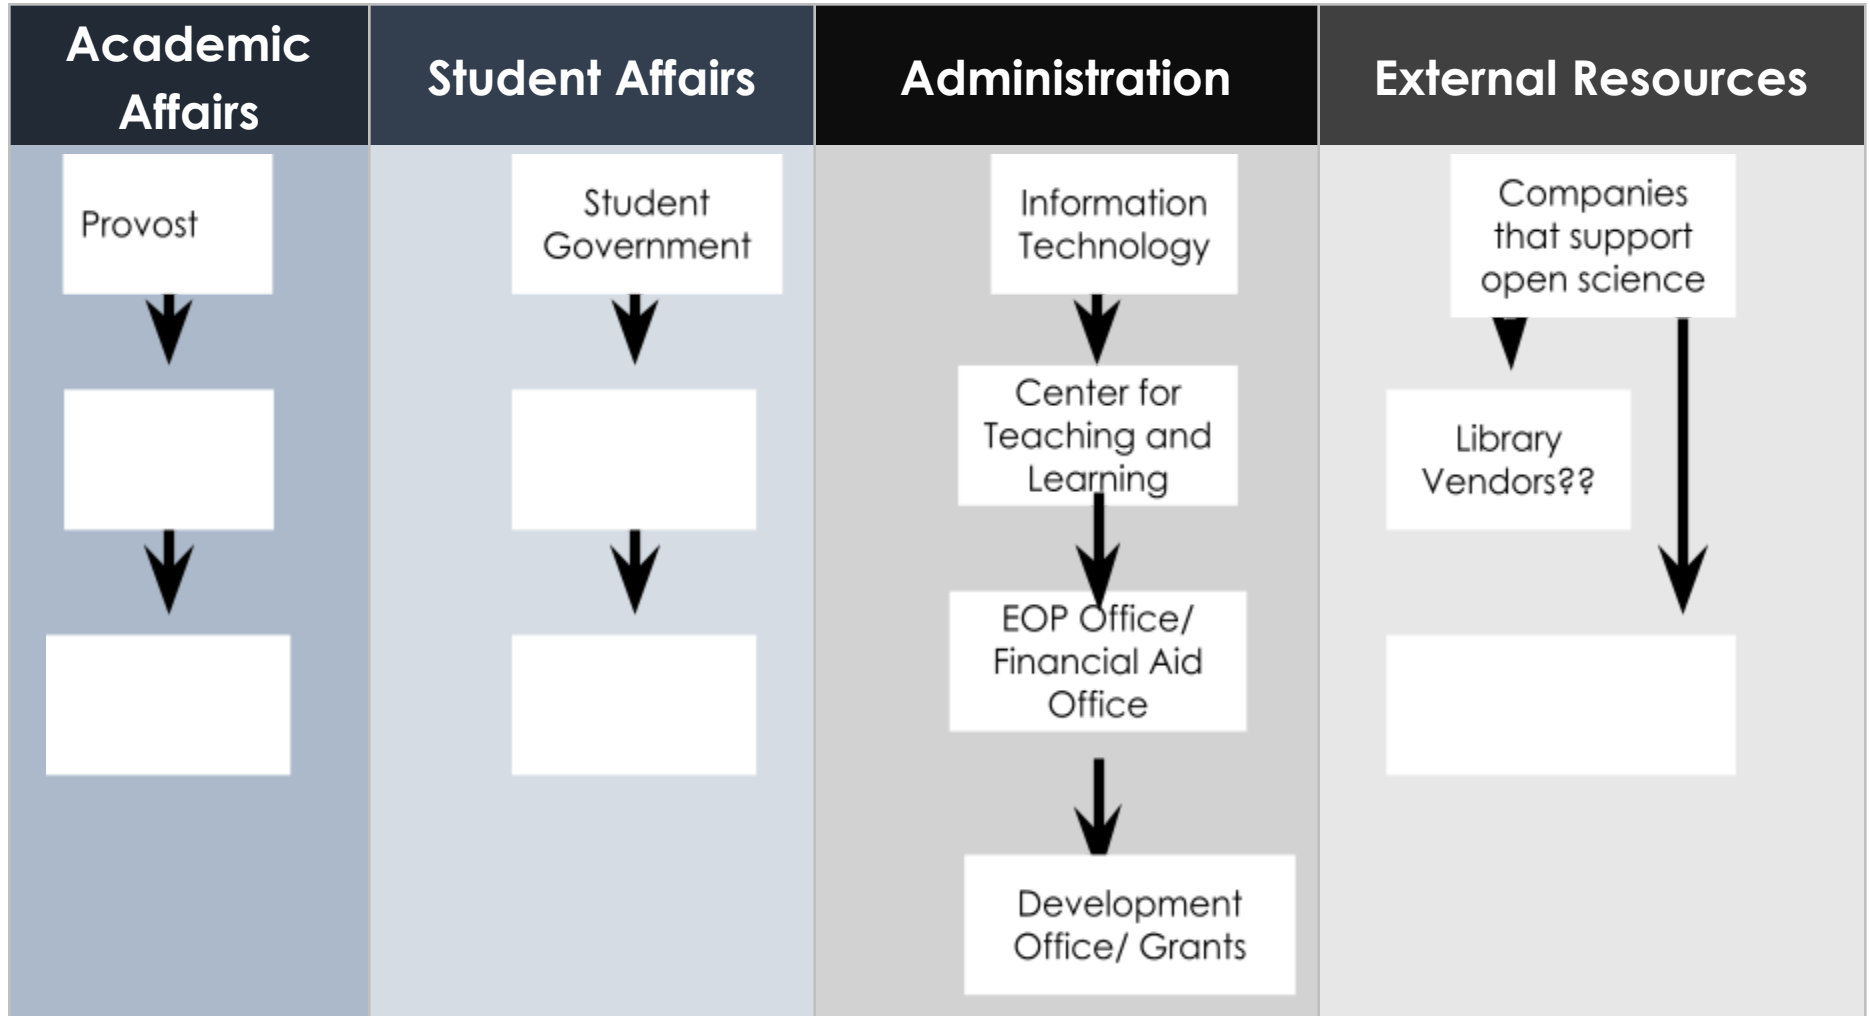 Academic
Affairs
Student Affairs
Administration
External Resources
Provost
Student
Government
Information
Technology
Center for
Teaching and
Learning
EOP Office/
Financial Aid
Office
Development
Office/ Grants
Companies
that support
open science
Library
Vendors??